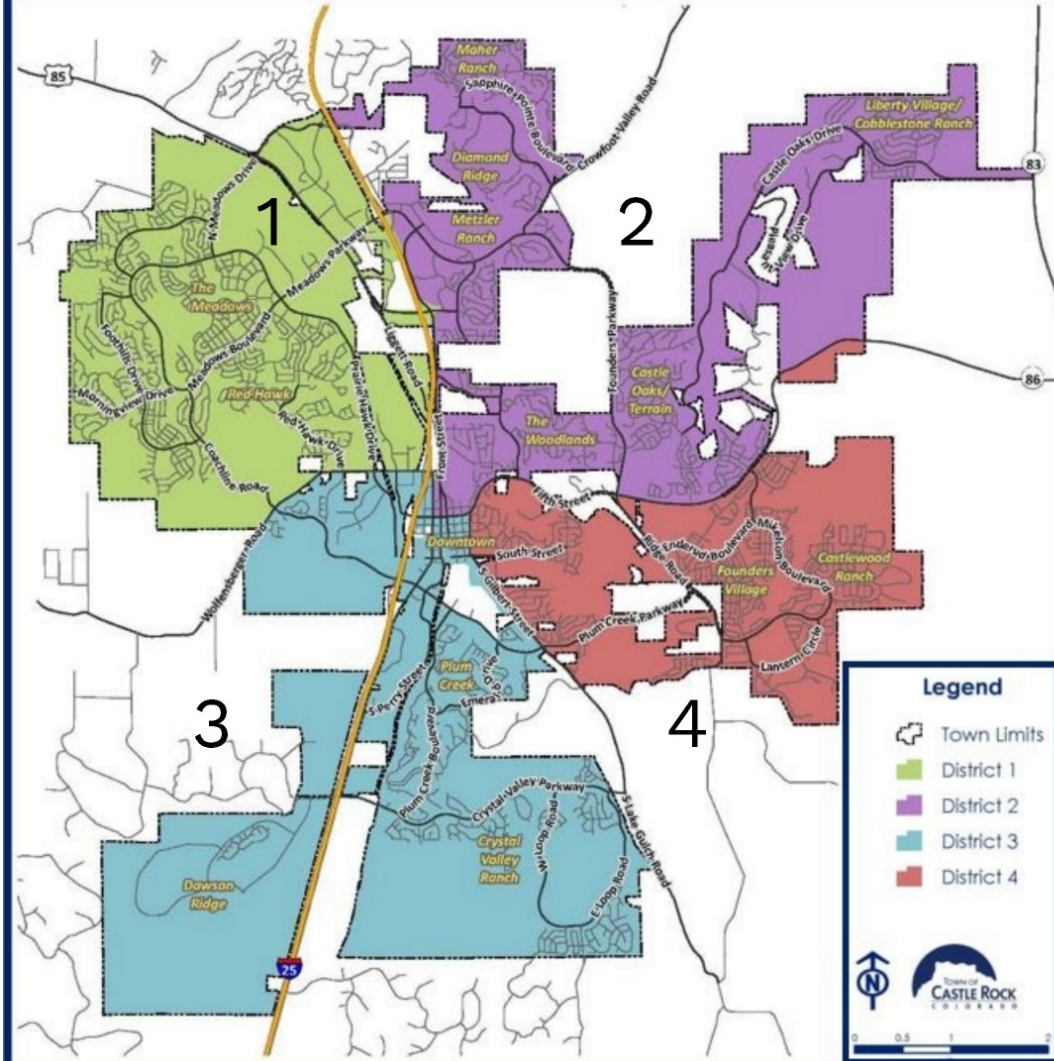 85
Maher
Ranch
Sapphire Pointe Boulevard
Crowfoot Valley Road
Liberty Village/
Cobblestone Ranch
Castle Oaks Drive
83
N Meadows Drive
Diamond
Ridge
1
2
Metzler
Ranch
Meadows Parkway
The
Meadows
Foothills Drive
Meadows Boulevard
Liggett Road
Founders Parkway
86
Morningview Drive
Red Hawk
Prairie Hawk Drive
Castle
Oaks/
Terrain
Red Hawk Drive
Front Street
The
Woodlands
Coachline Road
Fifth Street
Wolfensberger Road
Downtown
South Street
Ridge Road
Enderud Boulevard
Mikelson Boulevard
Founders
Village
Castlewood
Ranch
S Gilbert Street
Plum Creek Parkway
Lantern Circle
3
4
S Perry Street
Plum
Creek
Plum Creek Boulevard
Crystal Valley Parkway
W Loop Road
S Lake Gulch Road
Crystal
Valley
Ranch
E Loop Road
Dawson
Ridge
25
Legend
Town Limits
District 1
District 2
District 3
District 4
N
TOWN OF
CASTLE ROCK
COLORADO
0 0.5 1 2